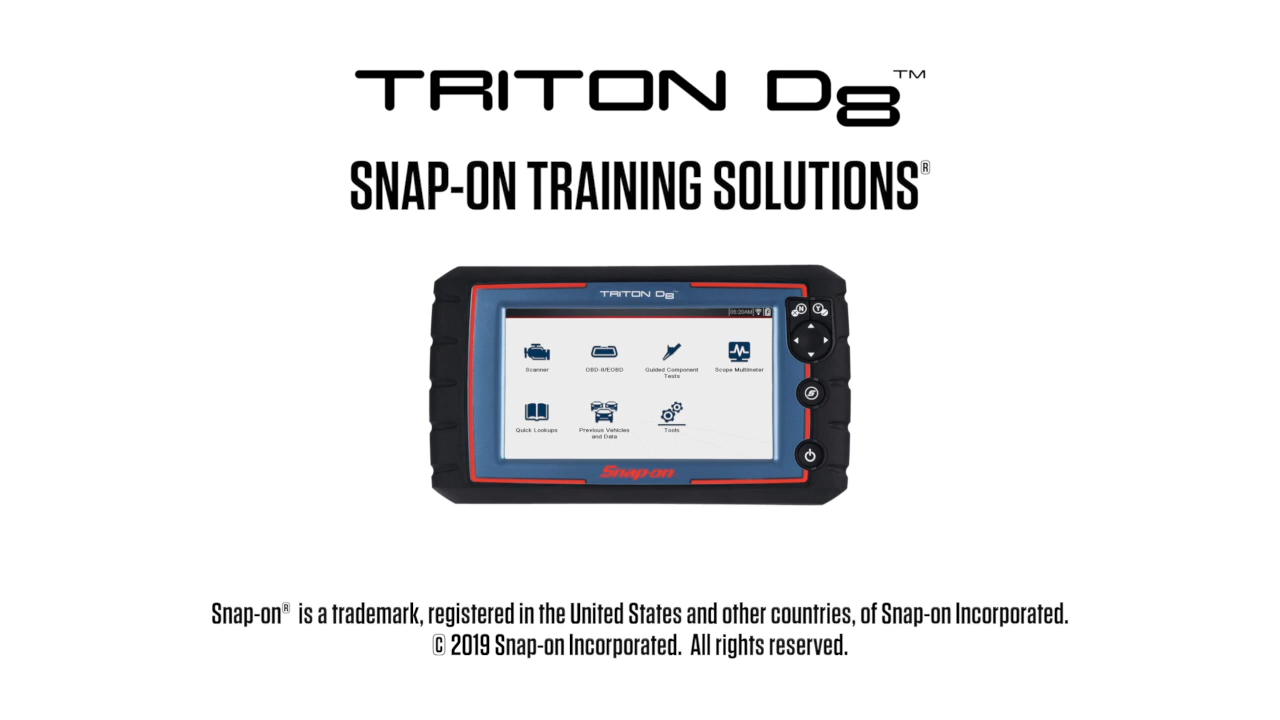 TRITON D8™
SNAP-ON TRAINING SOLUTIONS®
TRITON D8™
05:20AM
N
Y
Scanner
OBD-II/EOBD
Guided Component
Tests
Scope Multimeter
Quick Lookups
Previous Vehicles
and Data
Tools
Snap-on
Snap-on® is a trademark, registered in the United States and other countries, of Snap-on Incorporated.
© 2019 Snap-on Incorporated. All rights reserved.